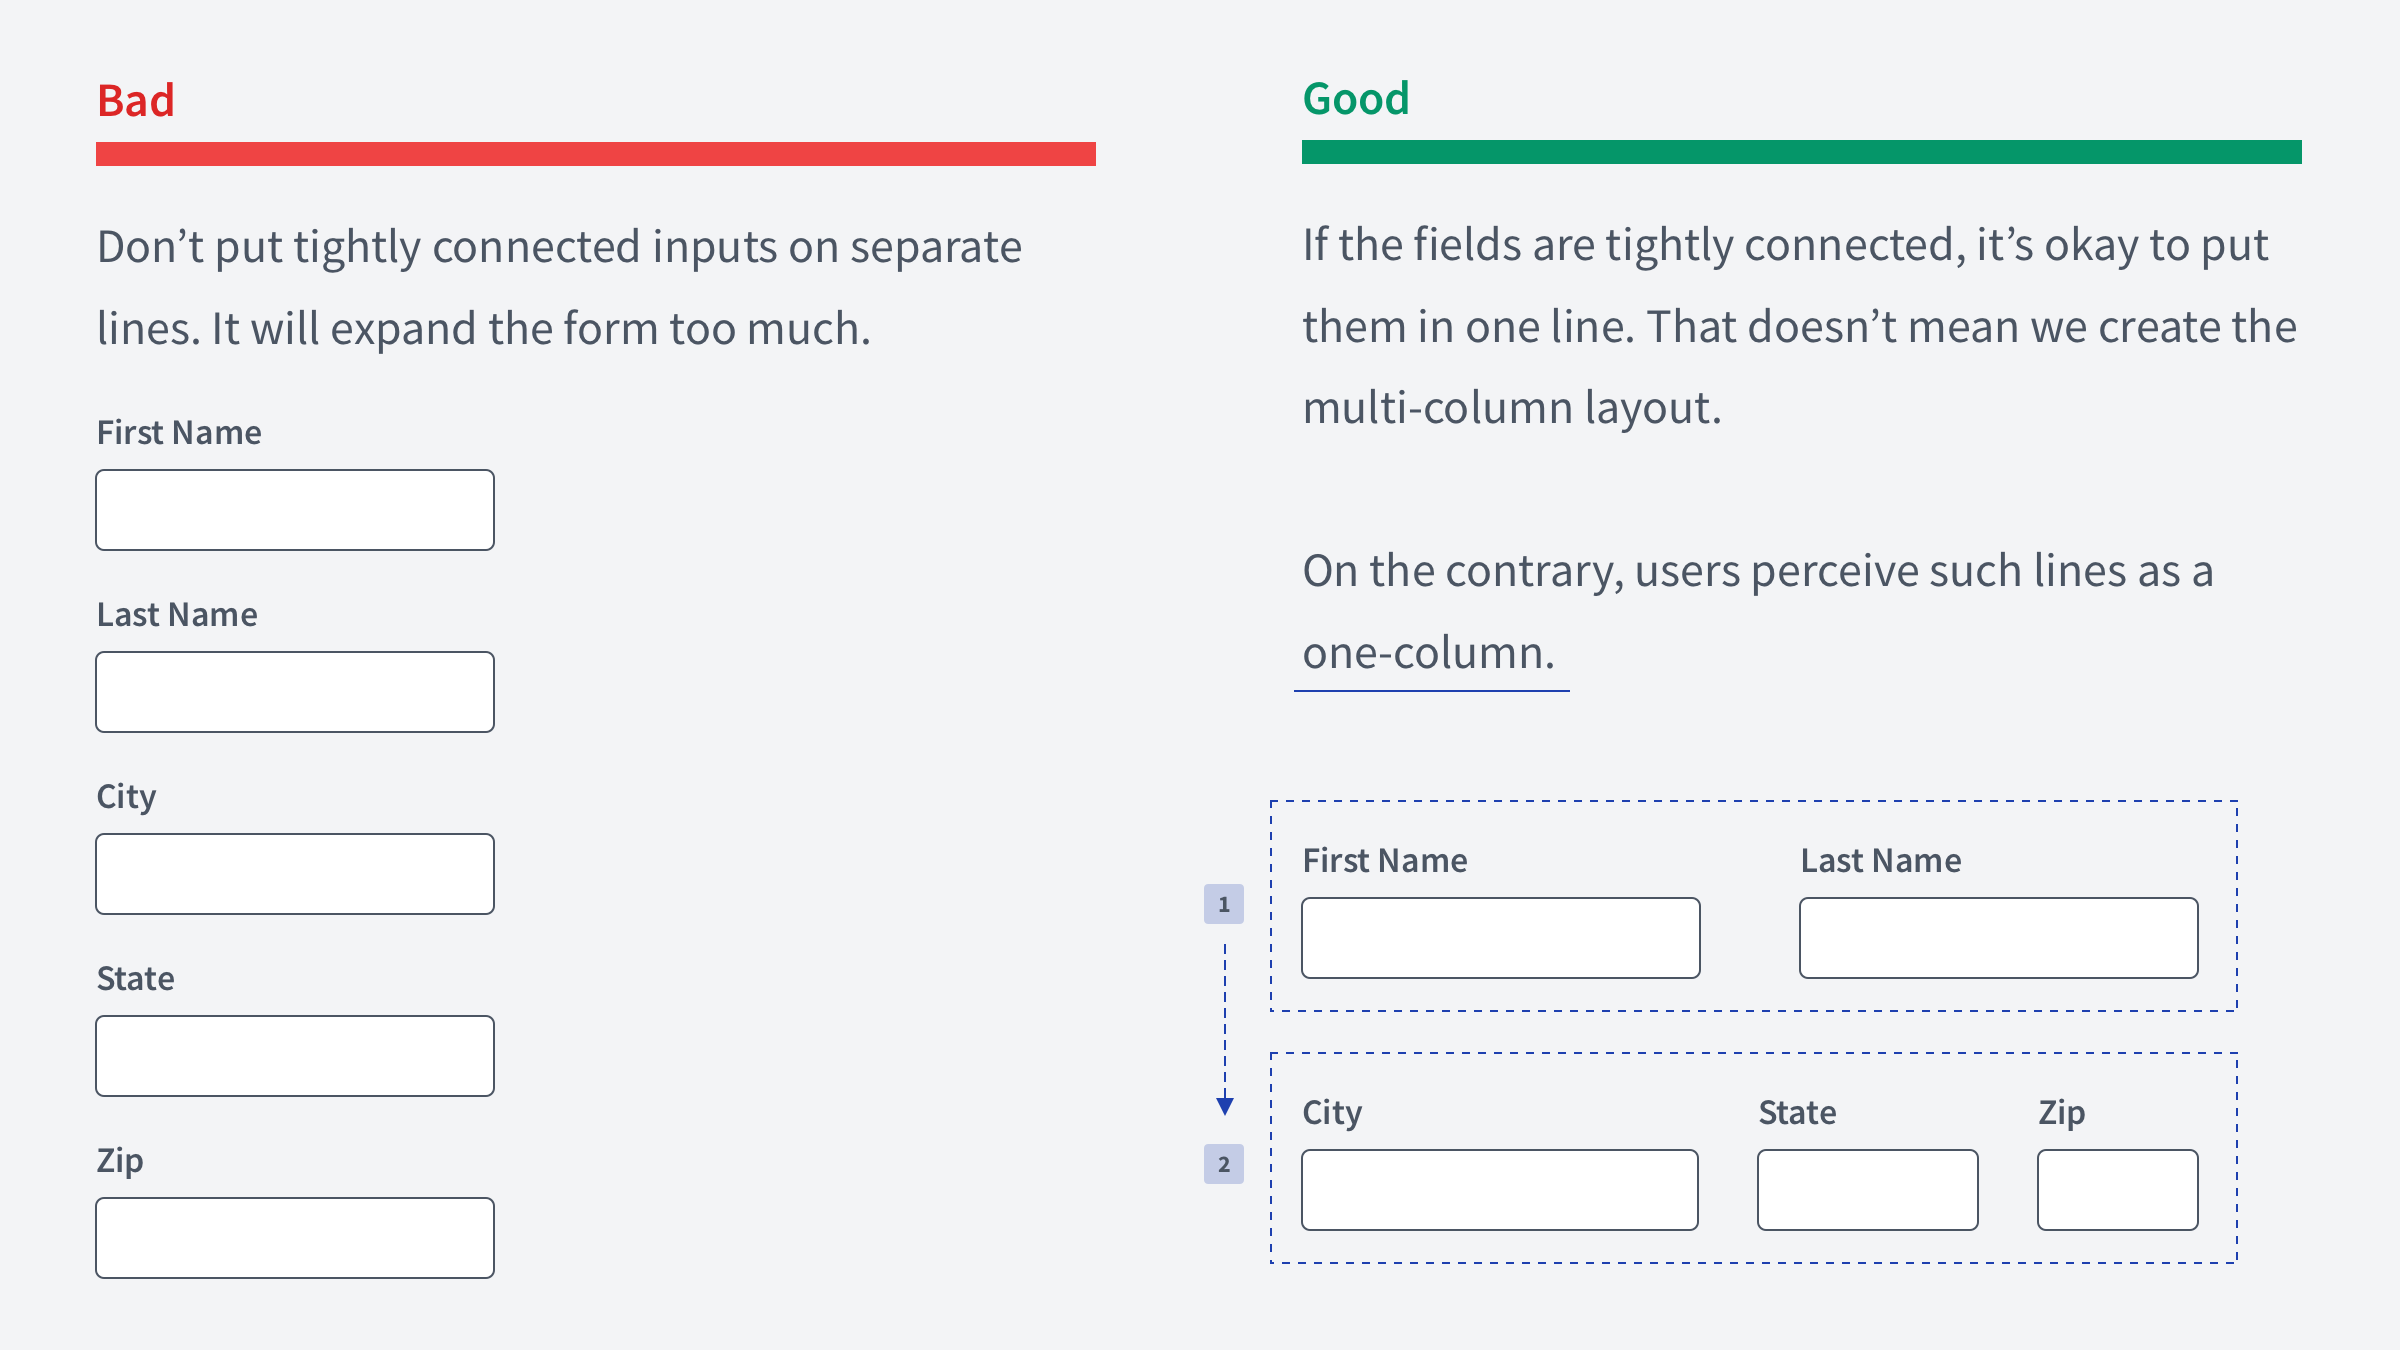 Bad
Don’t put tightly connected inputs on separate
lines. It will expand the form too much.
First Name
Last Name
City
State
Zip
Good
If the fields are tightly connected, it’s okay to put
them in one line. That doesn’t mean we create the
multi-column layout.
On the contrary, users perceive such lines as a
one-column.
1
First Name Last Name
2
City State Zip